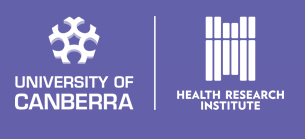 UNIVERSITY OF
CANBERRA
HEALTH RESEARCH
INSTITUTE